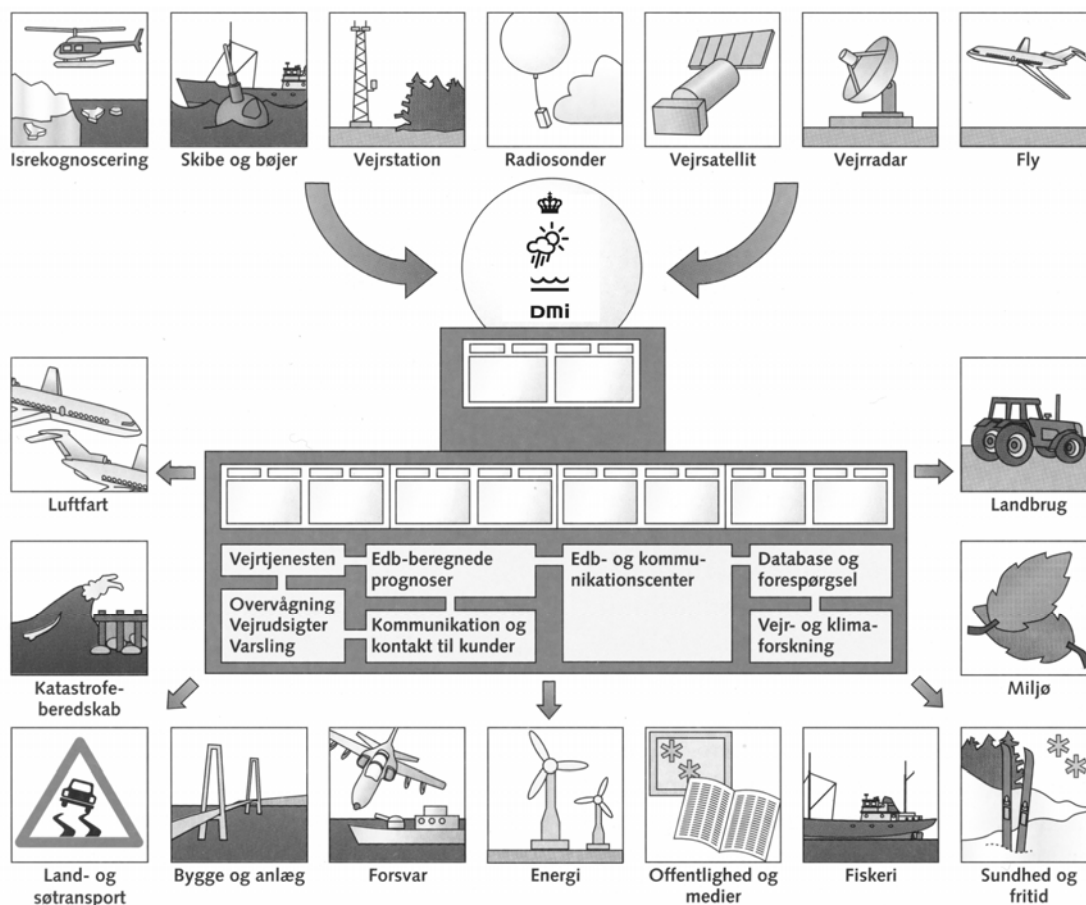 Isrekognoscering
Skibe og bøjer
Vejrstation
Radiosonder
Vejrsatellit
Vejrradar
Fly
DMi
Luftfart
Landbrug
Vejrtjenesten
Overvågning
Vejrudsigter
Varsling
Edb-beregnede
prognoser
Kommunikation og
kontakt til kunder
Edb- og kommu-
nikationscenter
Database og
forespørgsel
Vejr- og klima-
forskning
Katastrofe-
beredskab
Miljø
Land- og
søtransport
Bygge og anlæg
Forsvar
Energi
Offentlighed og
medier
Fiskeri
Sundhed og
fritid